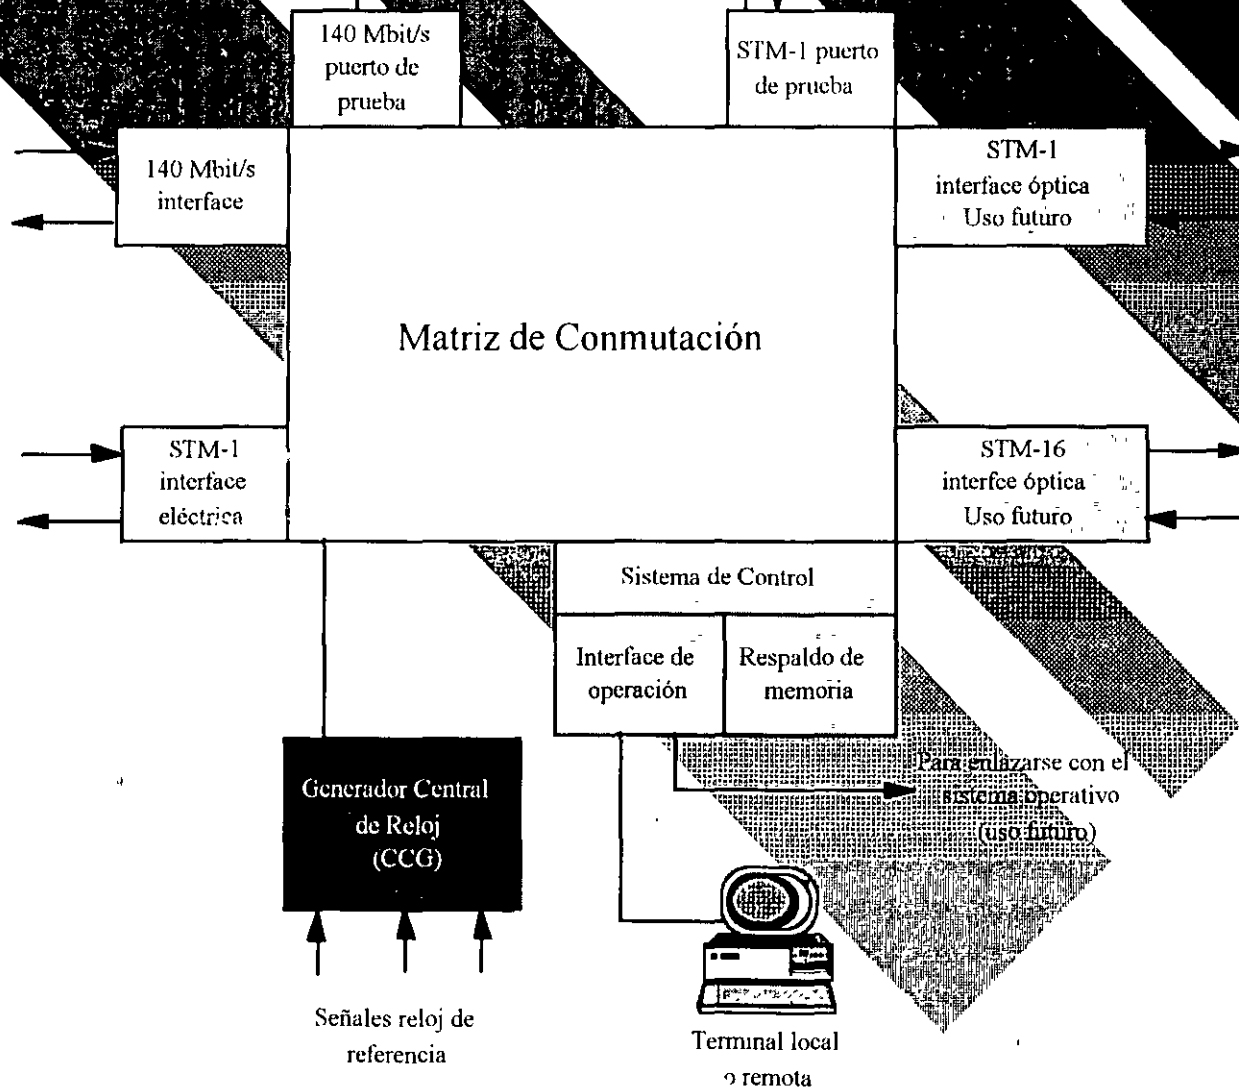 140 Mbit/s
puerto de
prueba
STM-1 puerto
de prueba
140 Mbit/s
interface
STM-1
interface óptica
Uso futuro
Matriz de Conmutación
STM-1
interface
eléctrica
STM-16
interfce óptica
Uso futuro
Sistema de Control
Interface de
operación
Respaldo de
memoria
Generador Central
de Reloj
(CCG)
Para enlazarse con el
sistema operativo
(uso futuro)
Señales reloj de
referencia
Terminal local
o remota